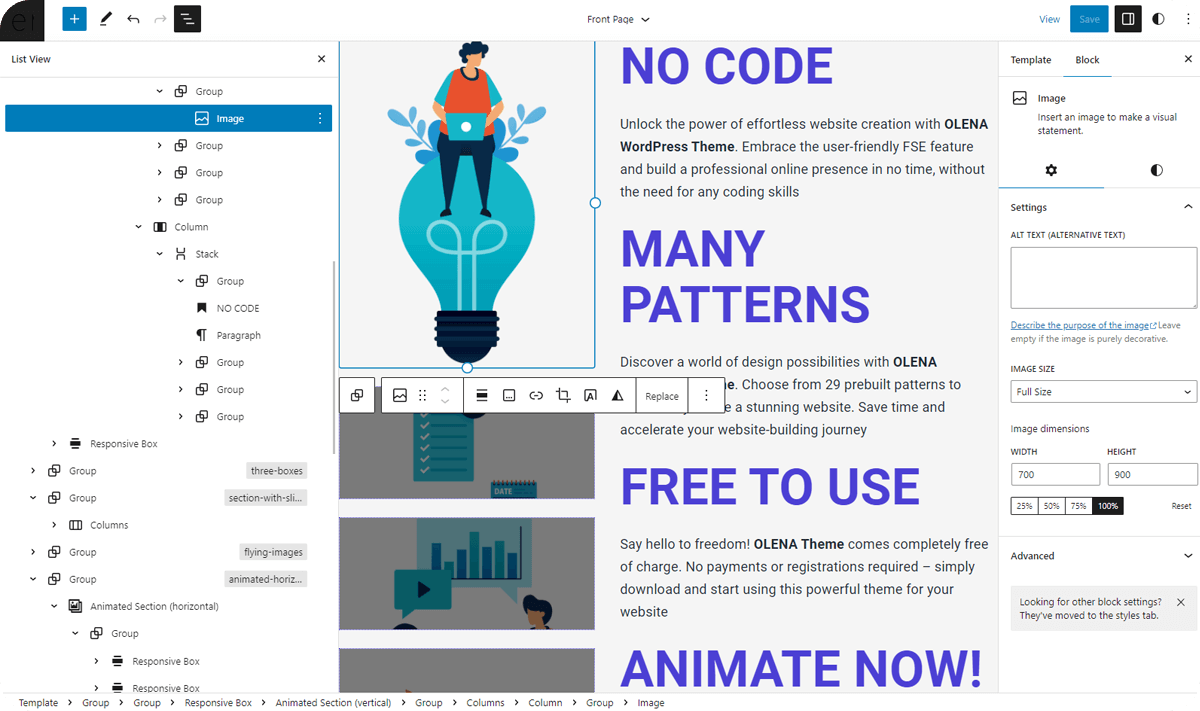 Front Page
View
Save
List View
Group
Image
Group
Group
Group
Column
Stack
Group
NO CODE
Paragraph
Group
Group
Group
Responsive Box
Group three-boxes
Group section-with-sli...
Columns
Group flying-images
Group animated-horiz...
Animated Section (horizontal)
Group
Responsive Box
Responsive Box
DATE
Replace
NO CODE
Unlock the power of effortless website creation with OLENA
WordPress Theme. Embrace the user-friendly FSE feature
and build a professional online presence in no time, without
the need for any coding skills
MANY
PATTERNS
Discover a world of design possibilities with OLENA
. Choose from 29 prebuilt patterns to
a stunning website. Save time and
accelerate your website-building journey
FREE TO USE
Say hello to freedom! OLENA Theme comes completely free
of charge. No payments or registrations required – simply
download and start using this powerful theme for your
website
ANIMATE NOW!
Template Block
Image
Insert an image to make a visual
statement.
Settings
ALT TEXT (ALTERNATIVE TEXT)
Describe the purpose of the image Leave
empty if the image is purely decorative.
IMAGE SIZE
Full Size
Image dimensions
WIDTH HEIGHT
700 900
25% 50% 75% 100% Reset
Advanced
Looking for other block settings?
They've moved to the styles tab.
Template > Group > Group > Responsive Box > Animated Section (vertical) > Group > Columns > Column > Group > Image